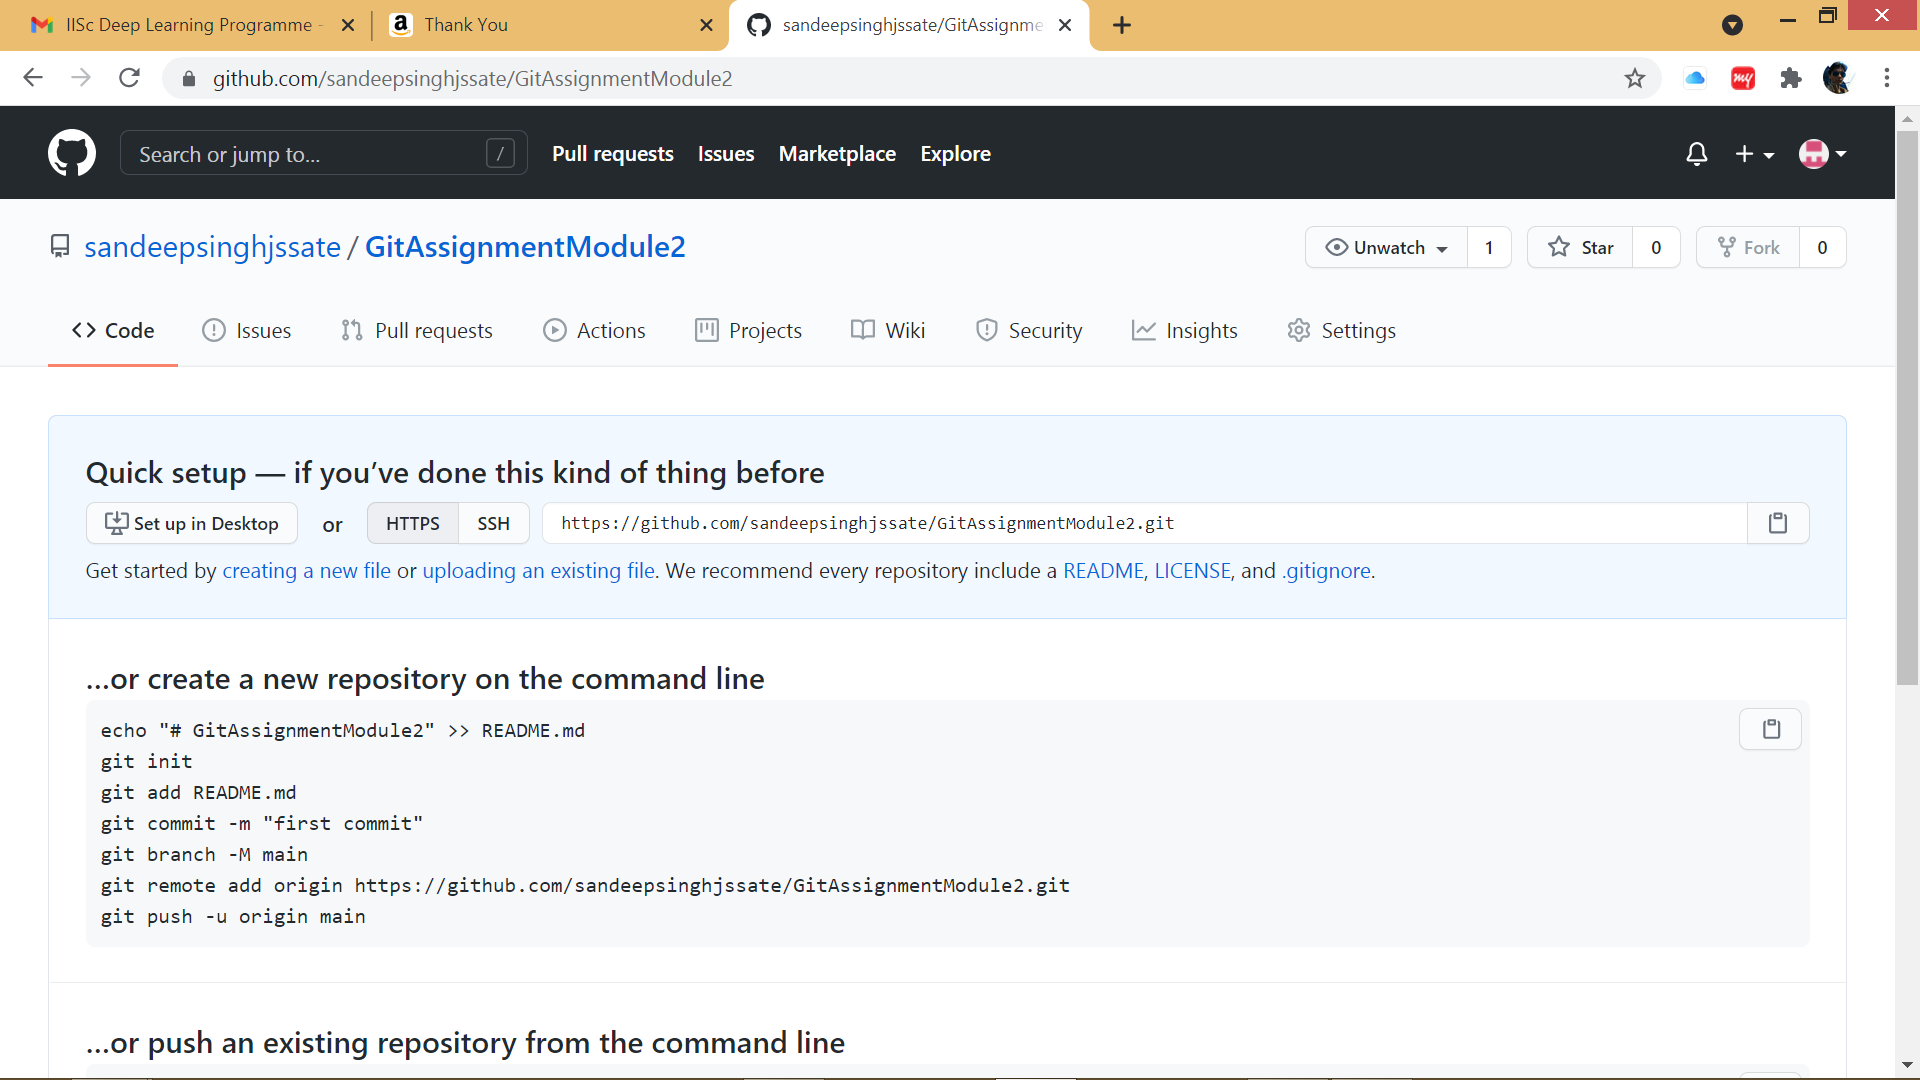 IISc Deep Learning Programme -
Thank You
sandeepsinghjssate/GitAssignme
github.com/sandeepsinghjssate/GitAssignmentModule2
my
Search or jump to...
/
Pull requests
Issues
Marketplace
Explore
sandeepsinghjssate / GitAssignmentModule2
Unwatch
1
Star
0
Fork
0
Code
Issues
Pull requests
Actions
Projects
Wiki
Security
Insights
Settings
Quick setup — if you’ve done this kind of thing before
Set up in Desktop
or
HTTPS
SSH
https://github.com/sandeepsinghjssate/GitAssignmentModule2.git
Get started by creating a new file or uploading an existing file. We recommend every repository include a README, LICENSE, and .gitignore.
…or create a new repository on the command line
echo "# GitAssignmentModule2" >> README.md
git init
git add README.md
git commit -m "first commit"
git branch -M main
git remote add origin https://github.com/sandeepsinghjssate/GitAssignmentModule2.git
git push -u origin main
…or push an existing repository from the command line